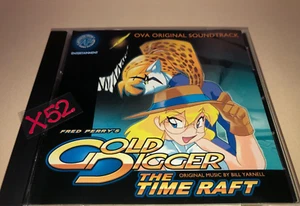 OVA ORIGINAL SOUNDTRACK
X52
FRED PERRY'S
GOLD
DIGGER
THE
TIME RAFT
ORIGINAL MUSIC BY BILL YARNELL